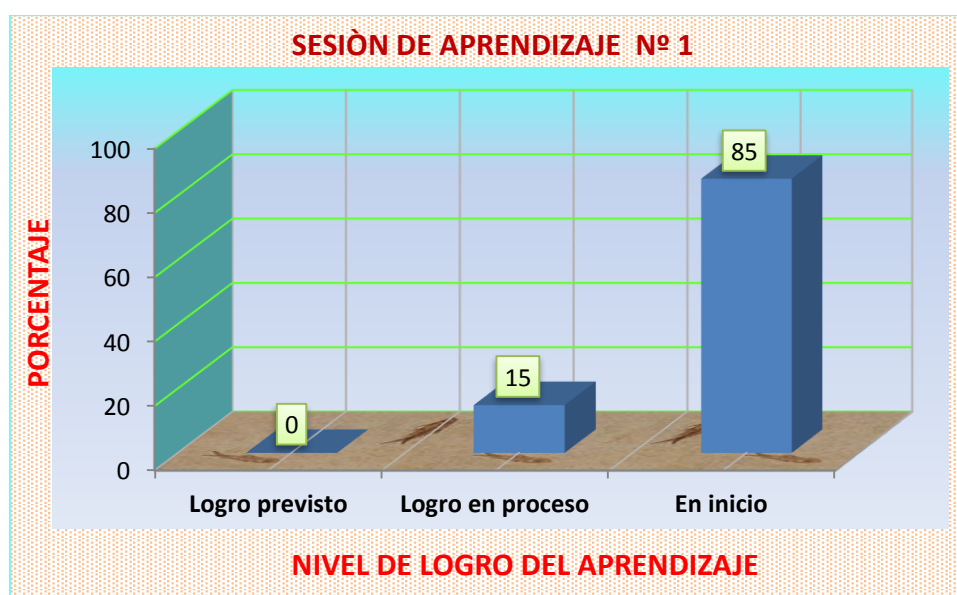 SESIÒN DE APRENDIZAJE Nº 1
PORCENTAJE
100
80
60
40
20
0
0
15
85
Logro previsto
Logro en proceso
En inicio
NIVEL DE LOGRO DEL APRENDIZAJE